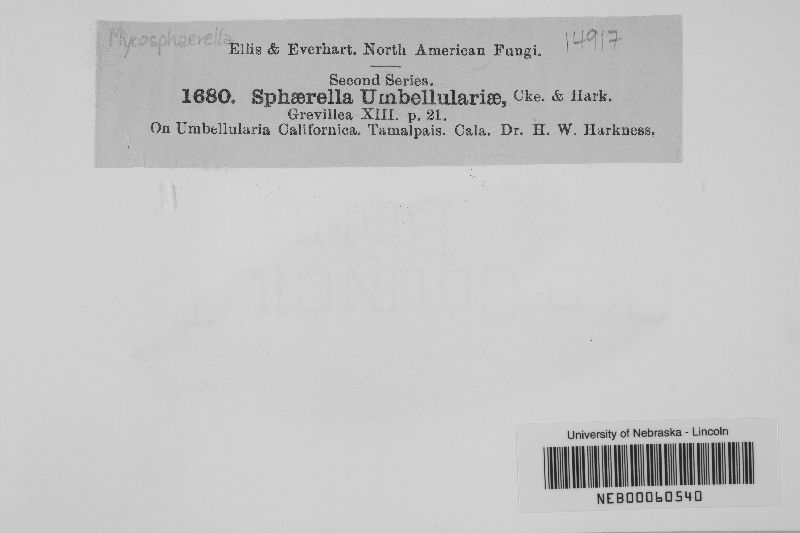 Mycosphaerella
Ellis & Everhart. North American Fungi. 14917
Second Series.
1680. Sphærella Umbellulariæ, Cke. & Hark.
Grevillea XIII. p. 21.
On Umbellularia Californica. Tamalpais. Cala. Dr. H. W. Harkness.
University of Nebraska - Lincoln
NEB00060540